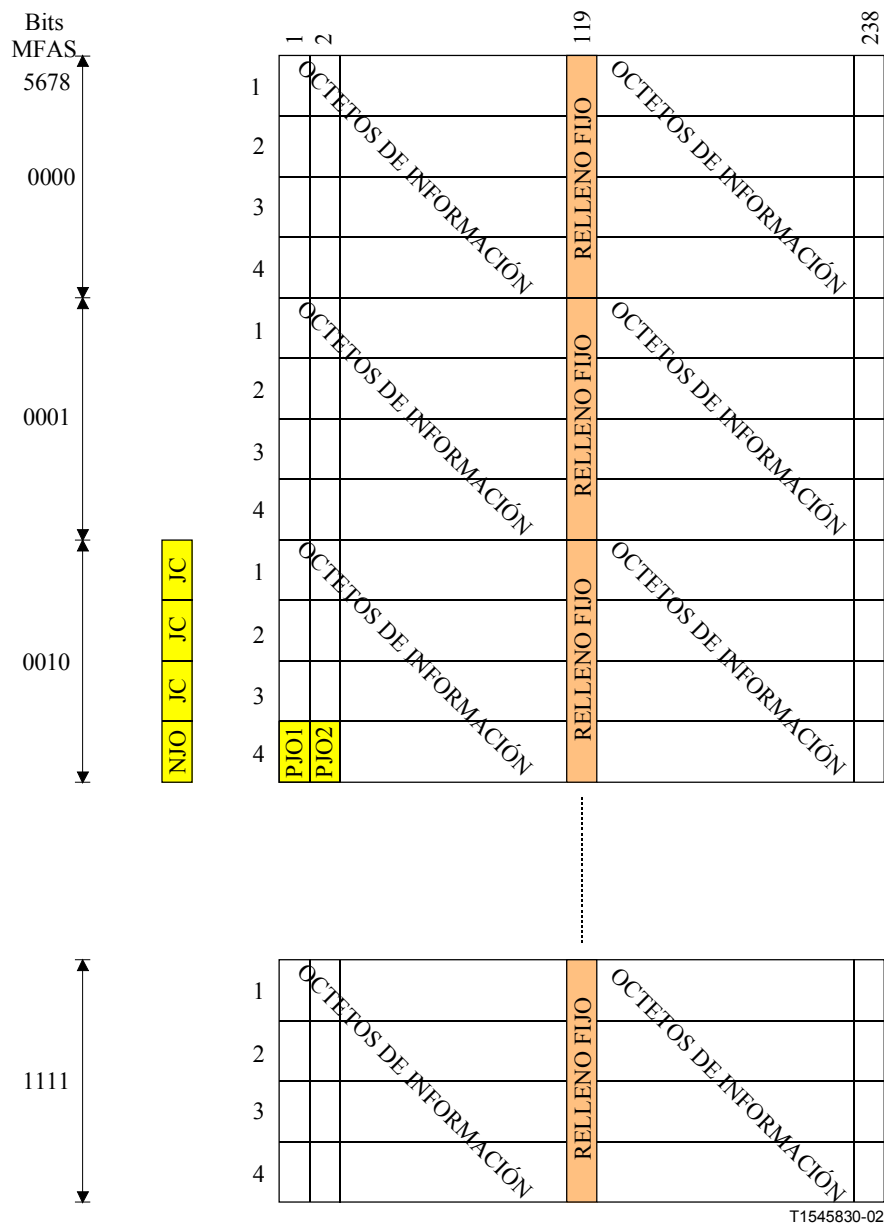 Bits
MFAS
5678
1
2
119
238
0000
1
2
3
4
OCTETOS DE INFORMACIÓN
RELLENO FIJO
OCTETOS DE INFORMACIÓN
0001
1
2
3
4
OCTETOS DE INFORMACIÓN
RELLENO FIJO
OCTETOS DE INFORMACIÓN
0010
JC
JC
JC
NJO
1
2
3
4
PJO1
PJO2
OCTETOS DE INFORMACIÓN
RELLENO FIJO
OCTETOS DE INFORMACIÓN
1111
1
2
3
4
OCTETOS DE INFORMACIÓN
RELLENO FIJO
OCTETOS DE INFORMACIÓN
T1545830-02